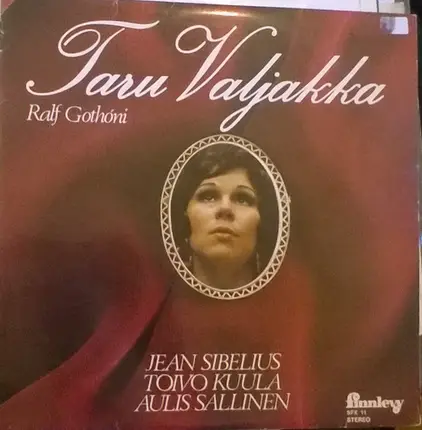 Taru Valjakka
Ralf Gothóni
JEAN SIBELIUS
TOIVO KUULA
AULIS SALLINEN
finnlevy
SFE 11
STEREO